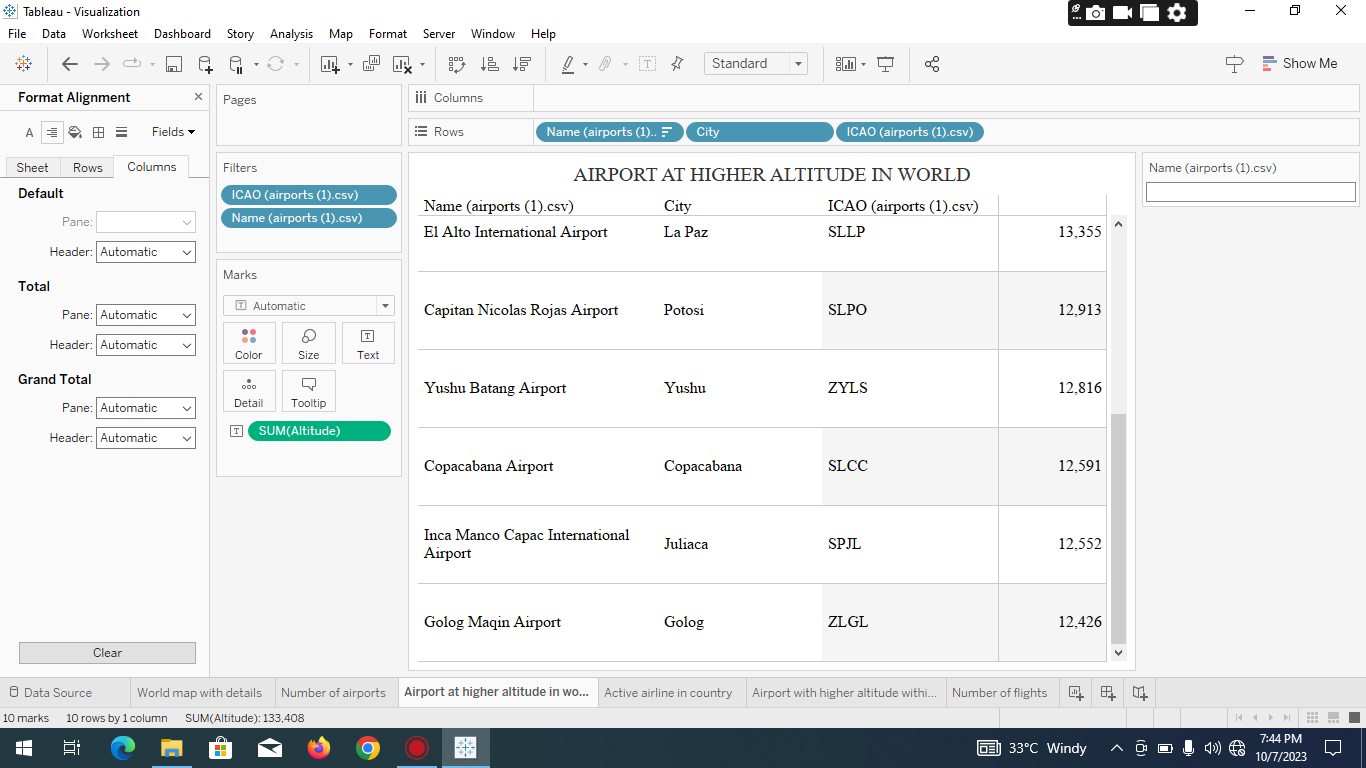 Tableau - Visualization
File Data Worksheet Dashboard Story Analysis Map Format Server Window Help
Standard
Show Me
Format Alignment
A
Fields
Sheet Rows Columns
Default
Pane:
Header: Automatic
Total
Pane: Automatic
Header: Automatic
Grand Total
Pane: Automatic
Header: Automatic
Clear
Pages
Filters
ICAO (airports (1).csv)
Name (airports (1).csv)
Marks
T Automatic
Color Size T Text
Detail Tooltip
T SUM(Altitude)
Columns
Rows Name (airports (1).. City ICAO (airports (1).csv)
AIRPORT AT HIGHER ALTITUDE IN WORLD
Name (airports (1).csv) City ICAO (airports (1).csv)
El Alto International Airport La Paz SLLP 13,355
Capitan Nicolas Rojas Airport Potosi SLPO 12,913
Yushu Batang Airport Yushu ZYLS 12,816
Copacabana Airport Copacabana SLCC 12,591
Inca Manco Capac International
Airport Juliaca SPJL 12,552
Golog Maqin Airport Golog ZLGL 12,426
Name (airports (1).csv)
Data Source World map with details Number of airports Airport at higher altitude in wo... Active airline in country Airport with higher altitude withi... Number of flights
10 marks 10 rows by 1 column SUM(Altitude): 133,408
33°C Windy
7:44 PM
10/7/2023